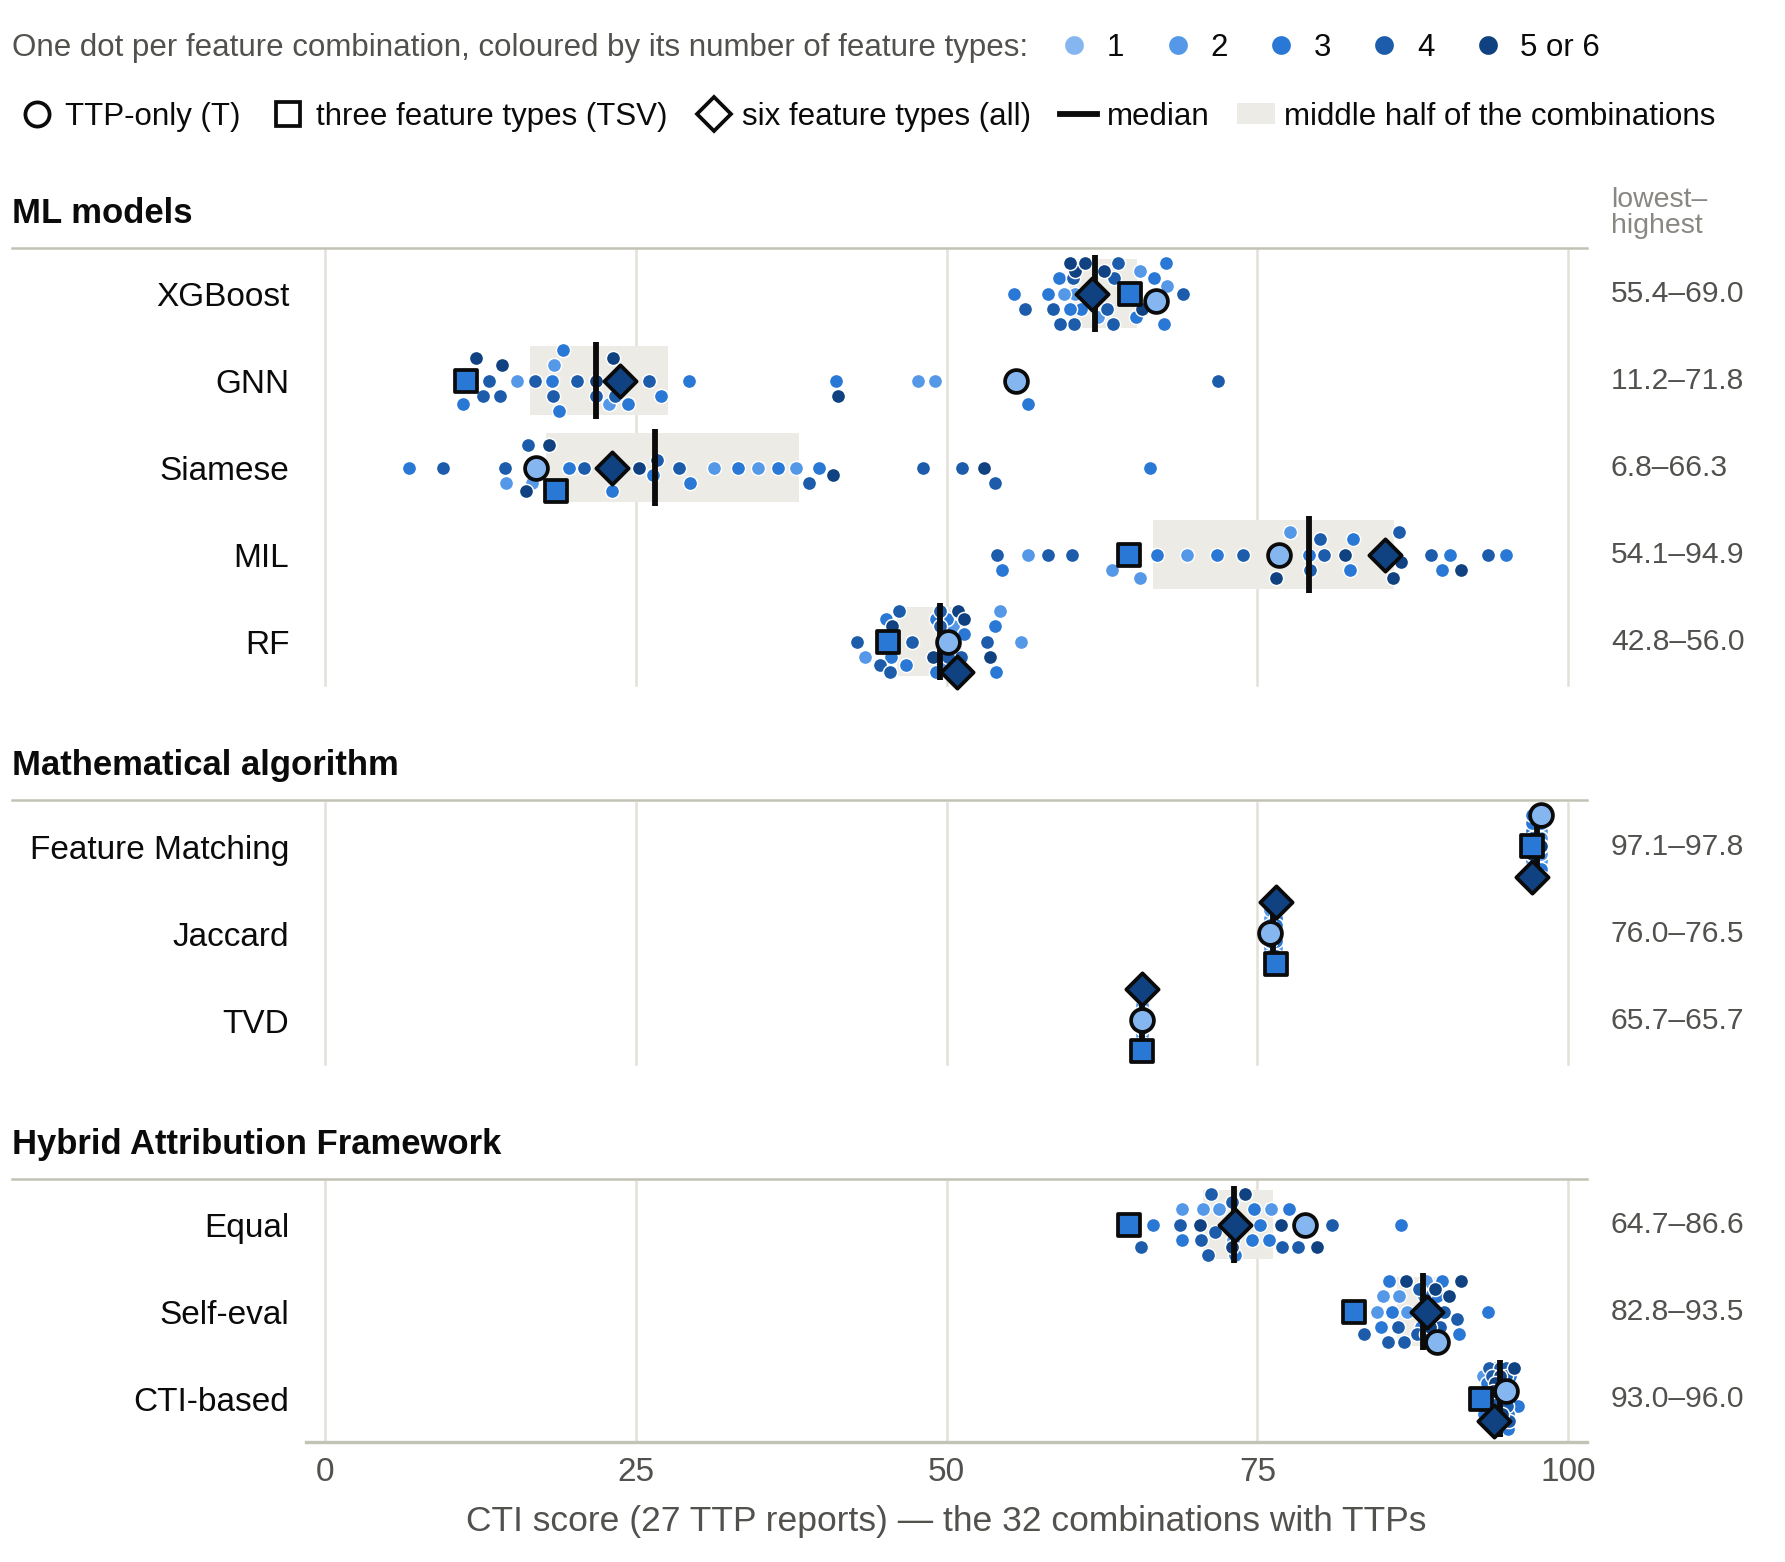 One dot per feature combination, coloured by its number of feature types: 1 2 3 4 5 or 6
TTP-only (T) three feature types (TSV) six feature types (all) median middle half of the combinations
ML models
lowest–
highest
XGBoost 55.4–69.0
GNN 11.2–71.8
Siamese 6.8–66.3
MIL 54.1–94.9
RF 42.8–56.0
Mathematical algorithm
Feature Matching 97.1–97.8
Jaccard 76.0–76.5
TVD 65.7–65.7
Hybrid Attribution Framework
Equal 64.7–86.6
Self-eval 82.8–93.5
CTI-based 93.0–96.0
0 25 50 75 100
CTI score (27 TTP reports) — the 32 combinations with TTPs